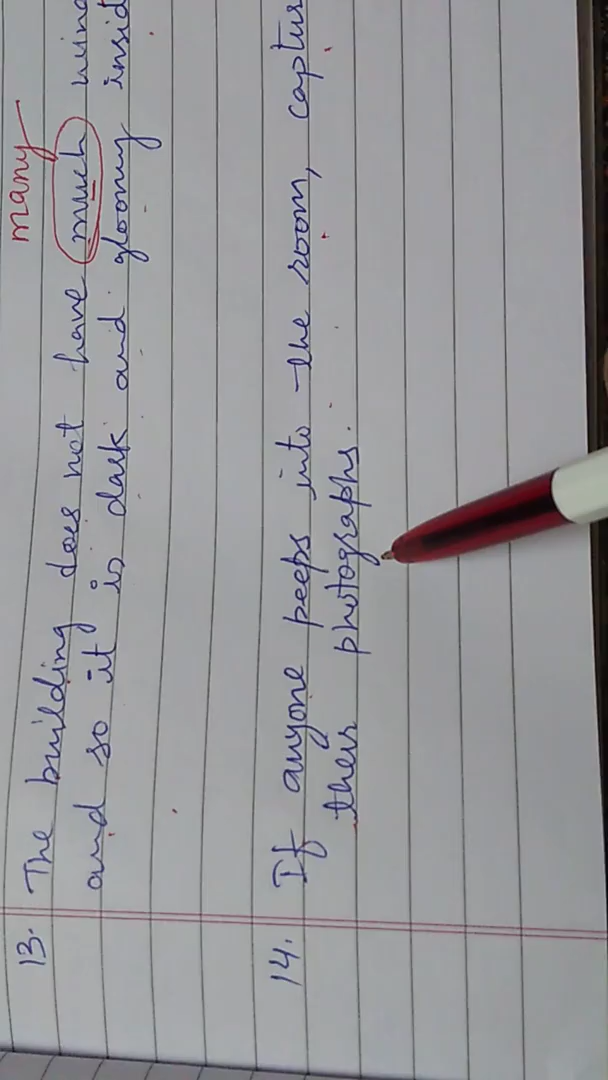 many
13. The building does not have much
and so it is dark and gloomy
14. If anyone peeps into the room,
their photographs.